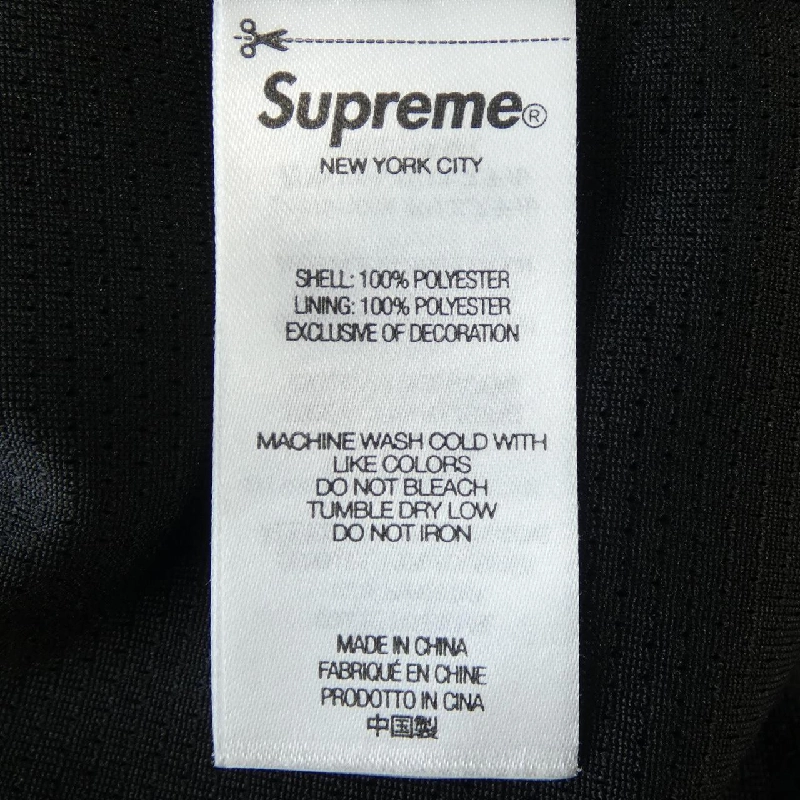 Supreme®
NEW YORK CITY
SHELL: 100% POLYESTER
LINING: 100% POLYESTER
EXCLUSIVE OF DECORATION
MACHINE WASH COLD WITH
LIKE COLORS
DO NOT BLEACH
TUMBLE DRY LOW
DO NOT IRON
MADE IN CHINA
FABRIQUÉ EN CHINE
PRODOTTO IN CINA
中国製